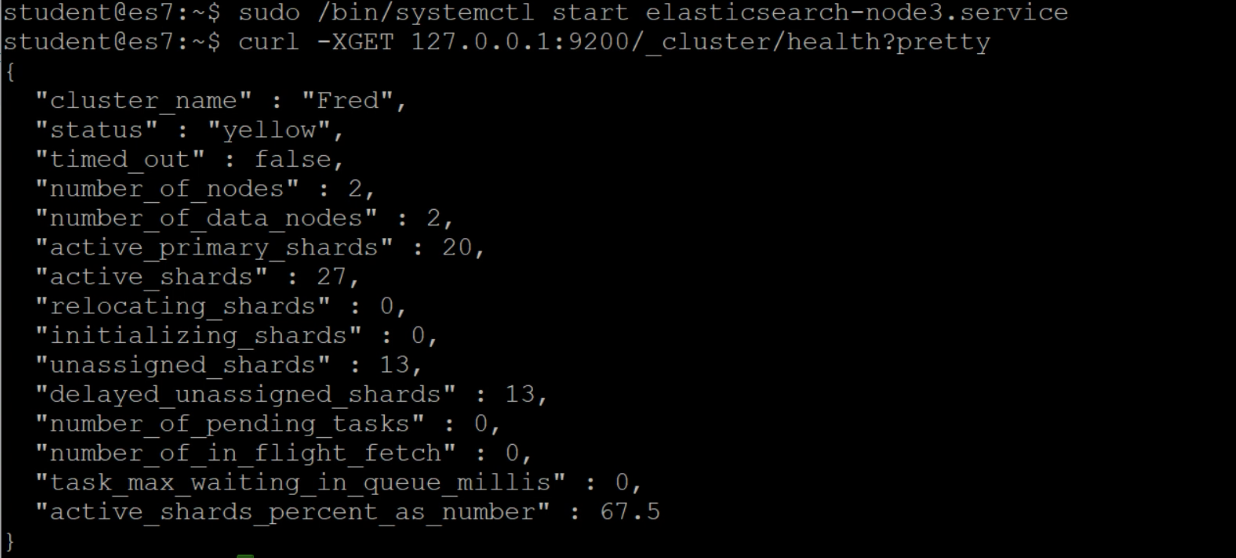 student@es7:~$ sudo /bin/systemctl start elasticsearch-node3.service
student@es7:~$ curl -XGET 127.0.0.1:9200/_cluster/health?pretty
{
  "cluster_name" : "Fred",
  "status" : "yellow",
  "timed_out" : false,
  "number_of_nodes" : 2,
  "number_of_data_nodes" : 2,
  "active_primary_shards" : 20,
  "active_shards" : 27,
  "relocating_shards" : 0,
  "initializing_shards" : 0,
  "unassigned_shards" : 13,
  "delayed_unassigned_shards" : 13,
  "number_of_pending_tasks" : 0,
  "number_of_in_flight_fetch" : 0,
  "task_max_waiting_in_queue_millis" : 0,
  "active_shards_percent_as_number" : 67.5
}